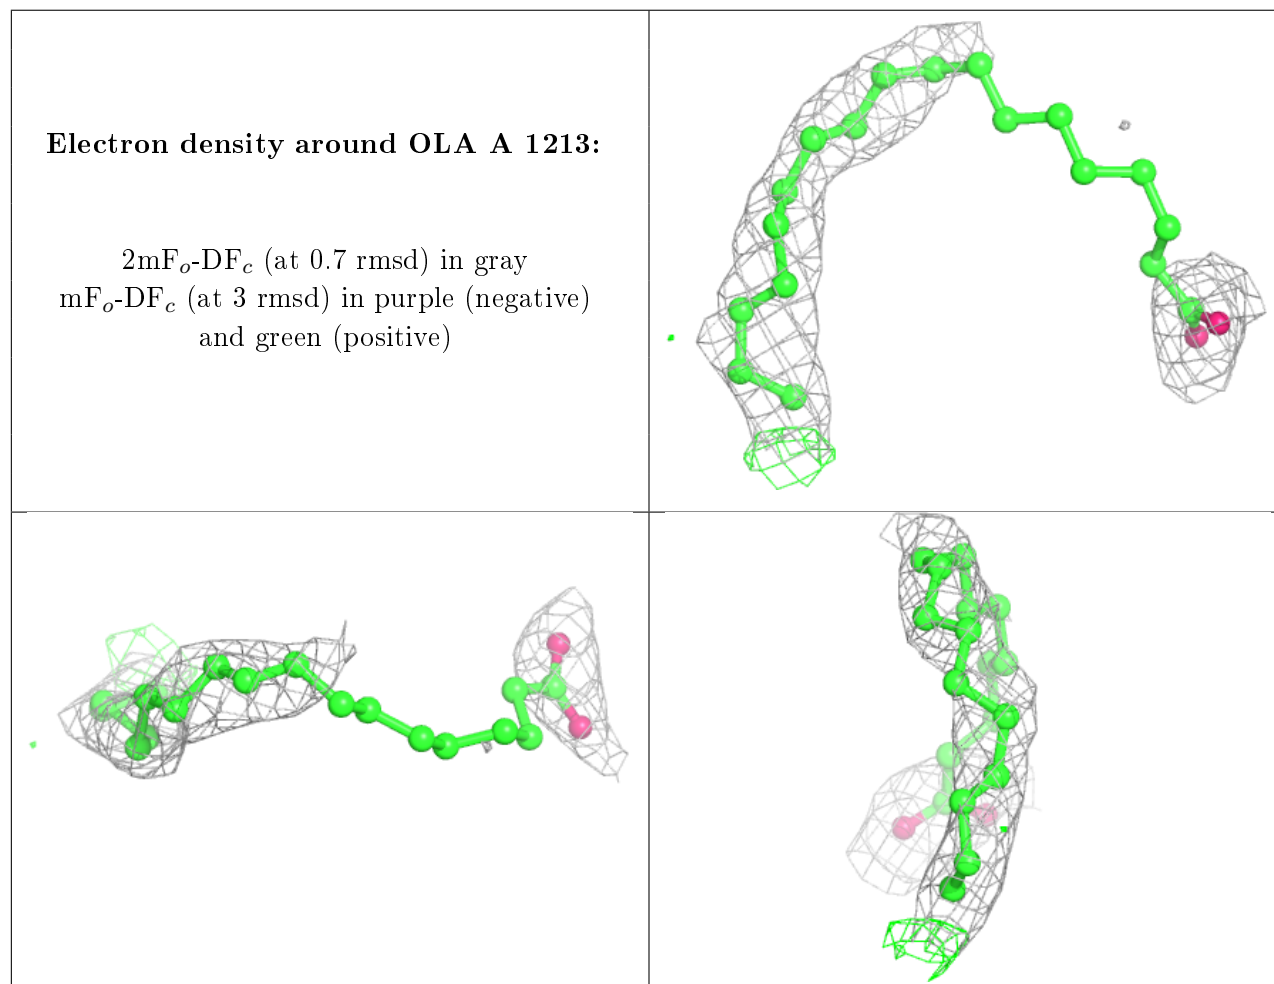 Electron density around OLA A 1213:
2mFₒ-DF𝒸 (at 0.7 rmsd) in gray
mFₒ-DF𝒸 (at 3 rmsd) in purple (negative)
and green (positive)